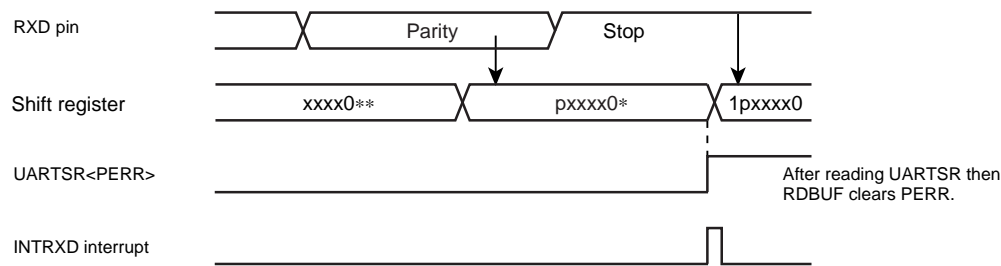 RXD pin
Parity
Stop
Shift register
xxxx0**
pxxxx0*
1pxxxx0
UARTSR<PERR>
After reading UARTSR then
RDBUF clears PERR.
INTRXD interrupt